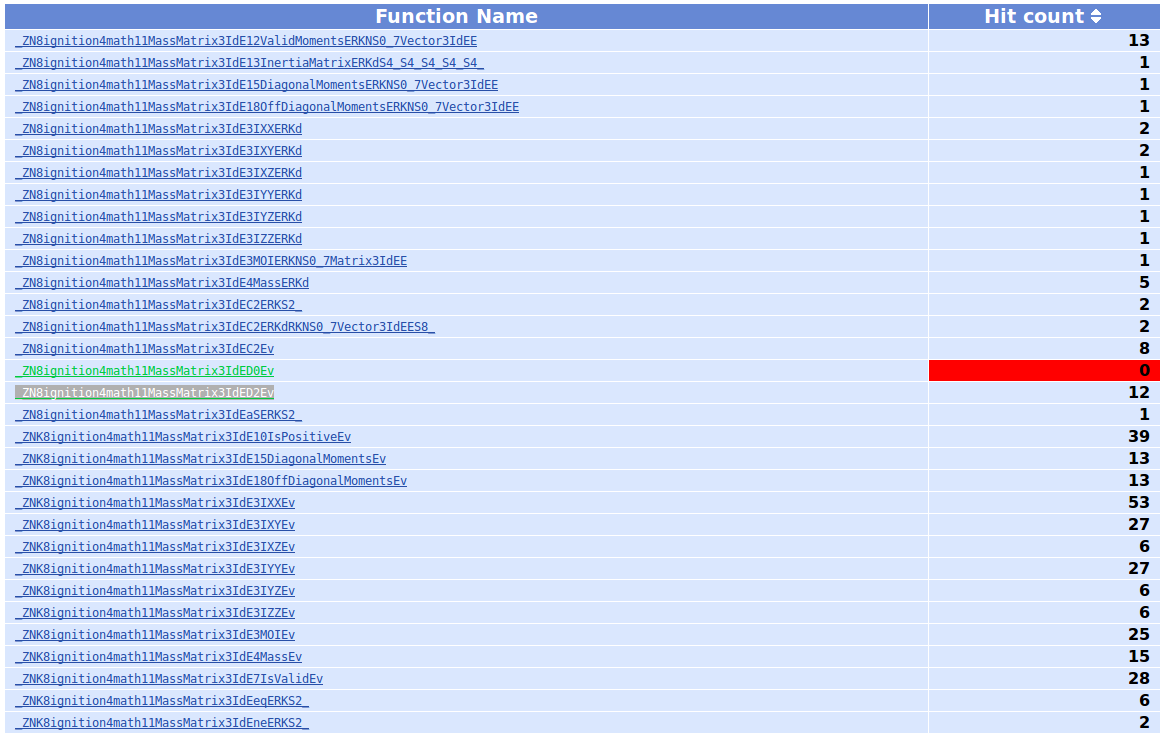 Function Name Hit count
_ZN8ignition4math11MassMatrix3IdE12ValidMomentsERKNS0_7Vector3IdEE 13
_ZN8ignition4math11MassMatrix3IdE13InertiaMatrixERKdS4_S4_S4_S4_S4_ 1
_ZN8ignition4math11MassMatrix3IdE15DiagonalMomentsERKNS0_7Vector3IdEE 1
_ZN8ignition4math11MassMatrix3IdE18OffDiagonalMomentsERKNS0_7Vector3IdEE 1
_ZN8ignition4math11MassMatrix3IdE3IXXERKd 2
_ZN8ignition4math11MassMatrix3IdE3IXYERKd 2
_ZN8ignition4math11MassMatrix3IdE3IXZERKd 1
_ZN8ignition4math11MassMatrix3IdE3IYYERKd 1
_ZN8ignition4math11MassMatrix3IdE3IYZERKd 1
_ZN8ignition4math11MassMatrix3IdE3IZZERKd 1
_ZN8ignition4math11MassMatrix3IdE3MOIERKNS0_7Matrix3IdEE 1
_ZN8ignition4math11MassMatrix3IdE4MassERKd 5
_ZN8ignition4math11MassMatrix3IdEC2ERKS2_ 2
_ZN8ignition4math11MassMatrix3IdEC2ERKdRKNS0_7Vector3IdEES8_ 2
_ZN8ignition4math11MassMatrix3IdEC2Ev 8
_ZN8ignition4math11MassMatrix3IdED0Ev 0
_ZN8ignition4math11MassMatrix3IdED2Ev 12
_ZN8ignition4math11MassMatrix3IdEaSERKS2_ 1
_ZNK8ignition4math11MassMatrix3IdE10IsPositiveEv 39
_ZNK8ignition4math11MassMatrix3IdE15DiagonalMomentsEv 13
_ZNK8ignition4math11MassMatrix3IdE18OffDiagonalMomentsEv 13
_ZNK8ignition4math11MassMatrix3IdE3IXXEv 53
_ZNK8ignition4math11MassMatrix3IdE3IXYEv 27
_ZNK8ignition4math11MassMatrix3IdE3IXZEv 6
_ZNK8ignition4math11MassMatrix3IdE3IYYEv 27
_ZNK8ignition4math11MassMatrix3IdE3IYZEv 6
_ZNK8ignition4math11MassMatrix3IdE3IZZEv 6
_ZNK8ignition4math11MassMatrix3IdE3MOIEv 25
_ZNK8ignition4math11MassMatrix3IdE4MassEv 15
_ZNK8ignition4math11MassMatrix3IdE7IsValidEv 28
_ZNK8ignition4math11MassMatrix3IdEeqERKS2_ 6
_ZNK8ignition4math11MassMatrix3IdEneERKS2_ 2